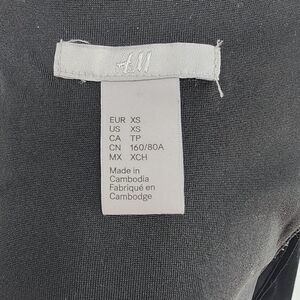 H&M
EUR XS
US XS
CA TP
CN 160/80A
MX XCH
Made in
Cambodia
Fabriqué en
Cambodge